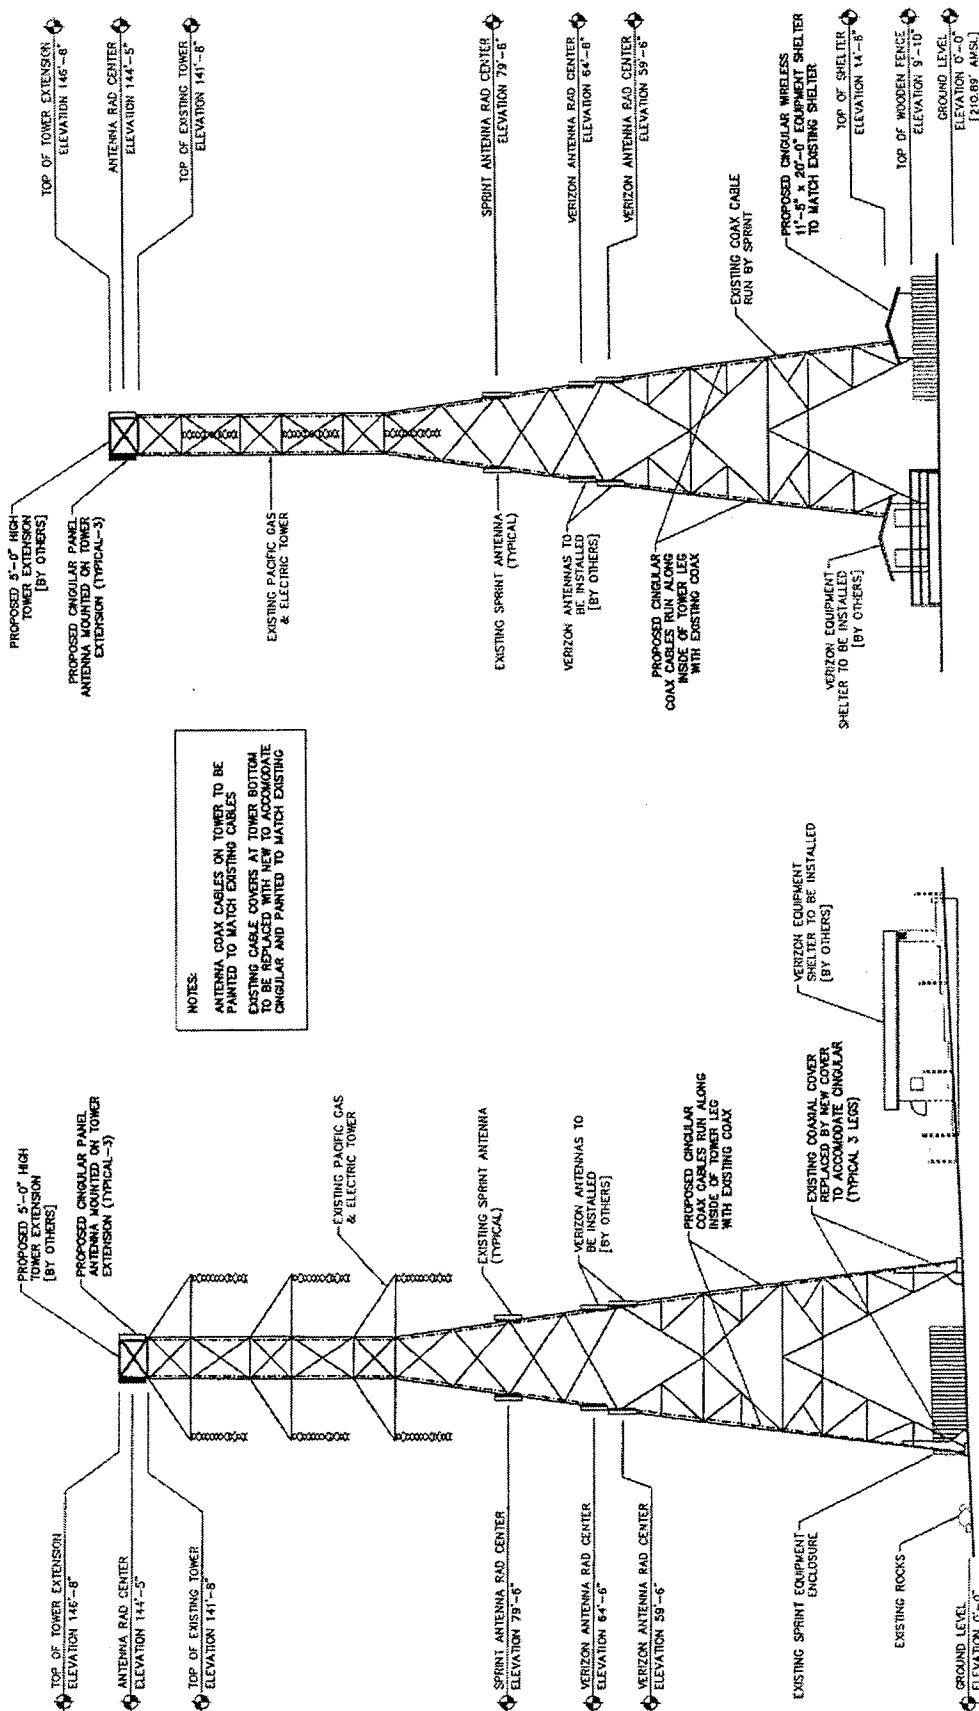 TOP OF TOWER EXTENSION
ELEVATION 146'-8"
ANTENNA RAD CENTER
ELEVATION 144'-5"
TOP OF EXISTING TOWER
ELEVATION 141'-8"
SPRINT ANTENNA RAD CENTER
ELEVATION 79'-6"
VERIZON ANTENNA RAD CENTER
ELEVATION 64'-6"
VERIZON ANTENNA RAD CENTER
ELEVATION 59'-6"
EXISTING SPRINT EQUIPMENT
ENCLOSURE
EXISTING ROCKS
GROUND LEVEL
ELEVATION 0'-0"
PROPOSED 5'-0" HIGH
TOWER EXTENSION
[BY OTHERS]
PROPOSED CINGULAR PANEL
ANTENNA MOUNTED ON TOWER
EXTENSION (TYPICAL-3)
EXISTING PACIFIC GAS
& ELECTRIC TOWER
EXISTING SPRINT ANTENNA
(TYPICAL)
VERIZON ANTENNAS TO
BE INSTALLED
[BY OTHERS]
PROPOSED CINGULAR
COAX CABLES RUN ALONG
INSIDE OF TOWER LEG
WITH EXISTING COAX
EXISTING COAXIAL COVER
REPLACED BY NEW COVER
TO ACCOMODATE CINGULAR
(TYPICAL 3 LEGS)
VERIZON EQUIPMENT
SHELTER TO BE INSTALLED
[BY OTHERS]
NOTES:
ANTENNA COAX CABLES ON TOWER TO BE
PAINTED TO MATCH EXISTING CABLES
EXISTING CABLE COVERS AT TOWER BOTTOM
TO BE REPLACED WITH NEW TO ACCOMODATE
CINGULAR AND PAINTED TO MATCH EXISTING
PROPOSED 5'-0" HIGH
TOWER EXTENSION
[BY OTHERS]
PROPOSED CINGULAR PANEL
ANTENNA MOUNTED ON TOWER
EXTENSION (TYPICAL-3)
EXISTING PACIFIC GAS
& ELECTRIC TOWER
EXISTING SPRINT ANTENNA
(TYPICAL)
VERIZON ANTENNAS TO
BE INSTALLED
[BY OTHERS]
PROPOSED CINGULAR
COAX CABLES RUN ALONG
INSIDE OF TOWER LEG
WITH EXISTING COAX
VERIZON EQUIPMENT
SHELTER TO BE INSTALLED
[BY OTHERS]
TOP OF TOWER EXTENSION
ELEVATION 146'-8"
ANTENNA RAD CENTER
ELEVATION 144'-5"
TOP OF EXISTING TOWER
ELEVATION 141'-8"
SPRINT ANTENNA RAD CENTER
ELEVATION 79'-6"
VERIZON ANTENNA RAD CENTER
ELEVATION 64'-6"
VERIZON ANTENNA RAD CENTER
ELEVATION 59'-6"
EXISTING COAX CABLE
RUN BY SPRINT
PROPOSED CINGULAR WIRELESS
11'-5" x 20'-0" EQUIPMENT SHELTER
TO MATCH EXISTING SHELTER
TOP OF SHELTER
ELEVATION 14'-8"
TOP OF WOODEN FENCE
ELEVATION 9'-10"
GROUND LEVEL
ELEVATION 0'-0"
[210.89' AMSL]